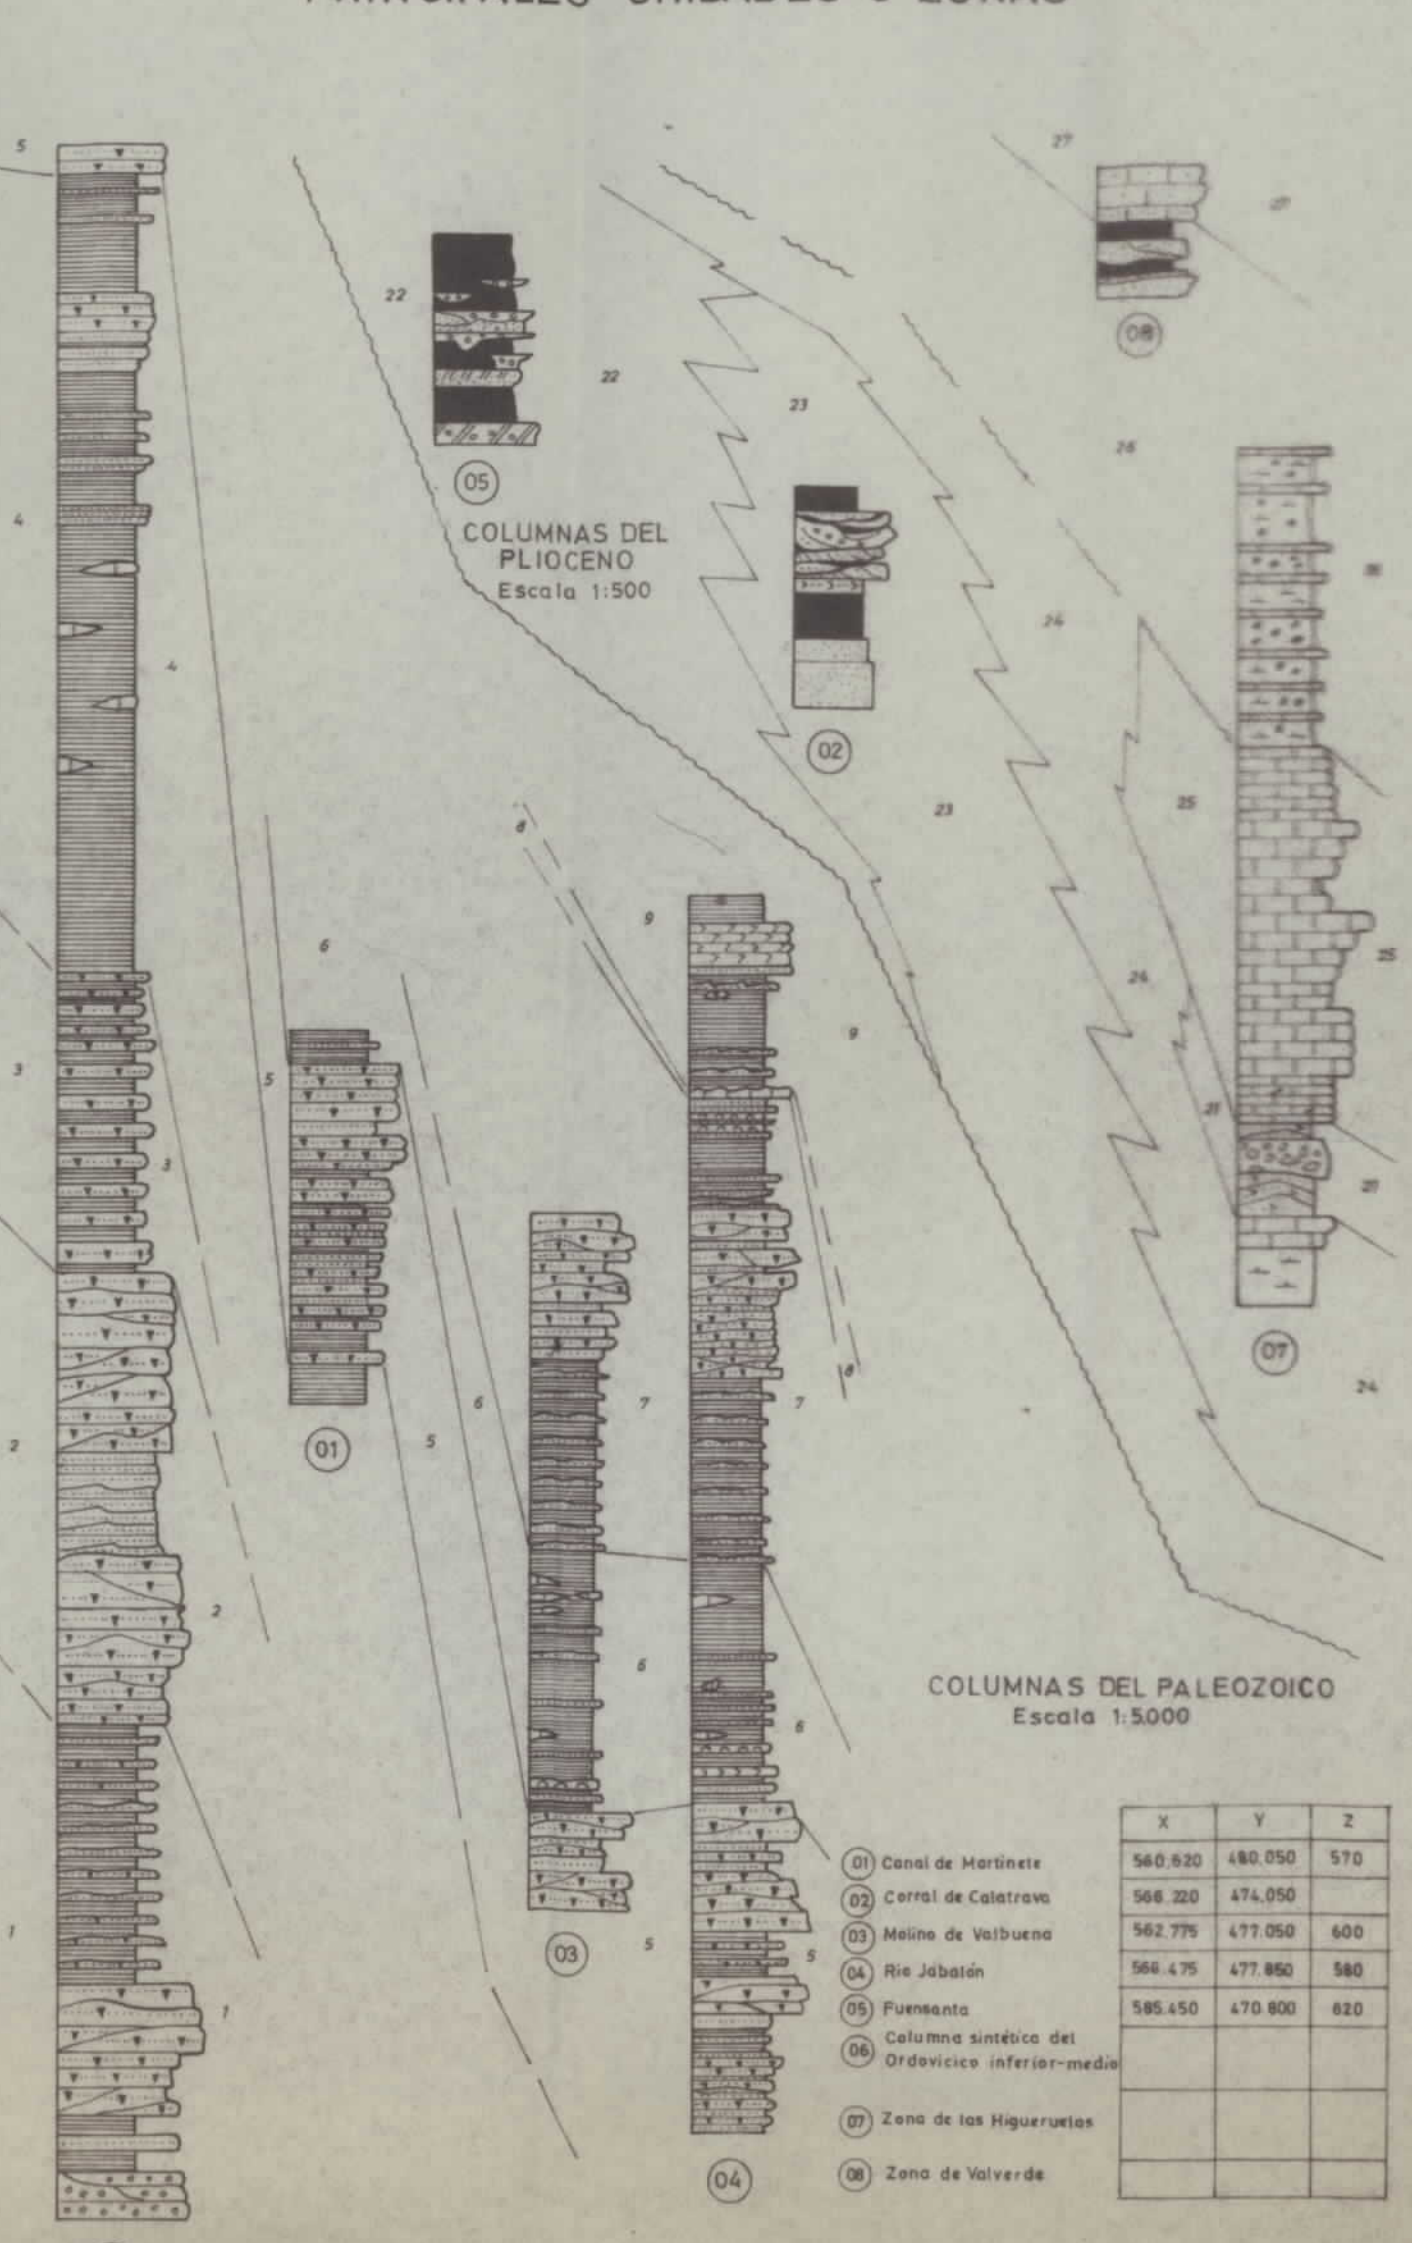 COLUMNAS DEL
PLIOCENO
Escala 1:500
08
05
02
07
01
03
04
COLUMNAS DEL PALEOZOICO
Escala 1:5.000
X Y Z
01 Canal de Martinete 560.620 480.050 570
02 Corral de Calatrava 566.220 474.050
03 Molino de Valbuena 562.775 477.050 600
04 Rio Jabalón 566.475 477.850 580
05 Fuensanta 565.450 470.800 620
06 Columna sintética del
Ordovícico inferior-medio
07 Zona de las Higueruelas
08 Zona de Valverde
5
4
4
3
3
2
2
1
1
5
6
5
6
22
22
23
23
24
24
24
25
25
26
27
21
9
9
8
8
7
7
6
6
5
5